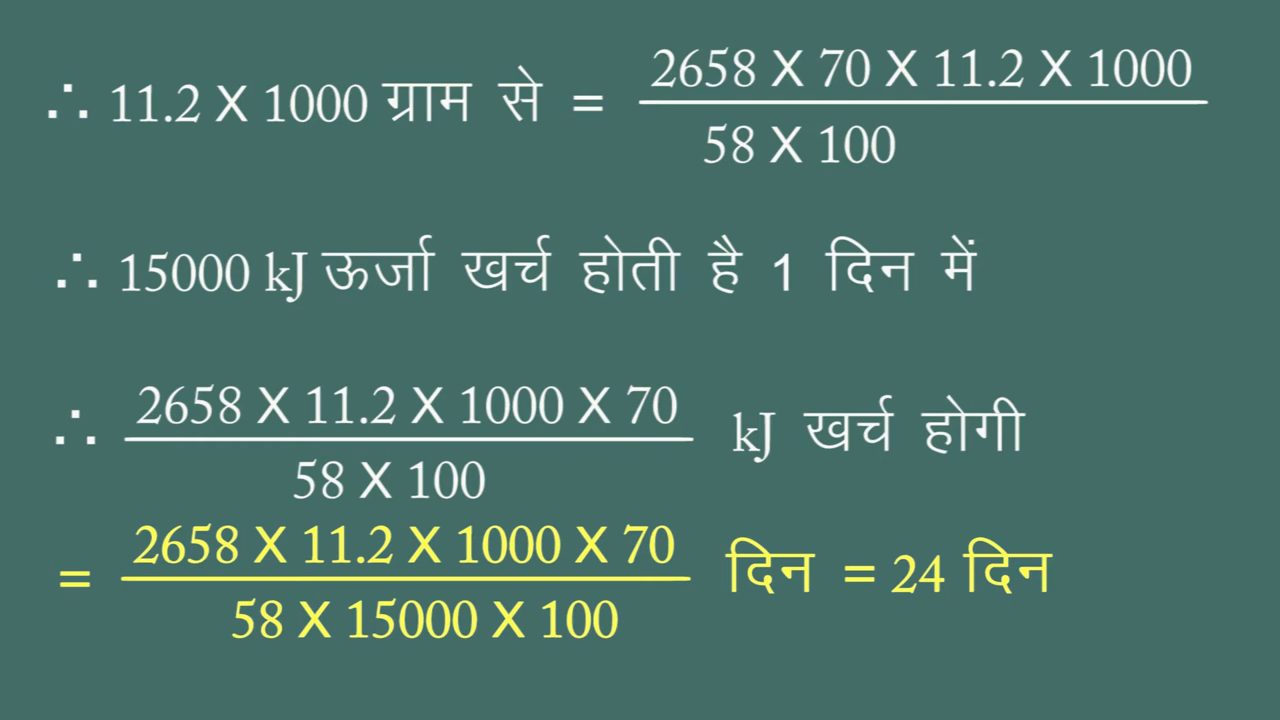 ∴ 11.2 X 1000 ग्राम से = 2658 X 70 X 11.2 X 1000
58 X 100
∴ 15000 kJ ऊर्जा खर्च होती है 1 दिन में
∴ 2658 X 11.2 X 1000 X 70 kJ खर्च होगी
58 X 100
= 2658 X 11.2 X 1000 X 70 दिन = 24 दिन
58 X 15000 X 100